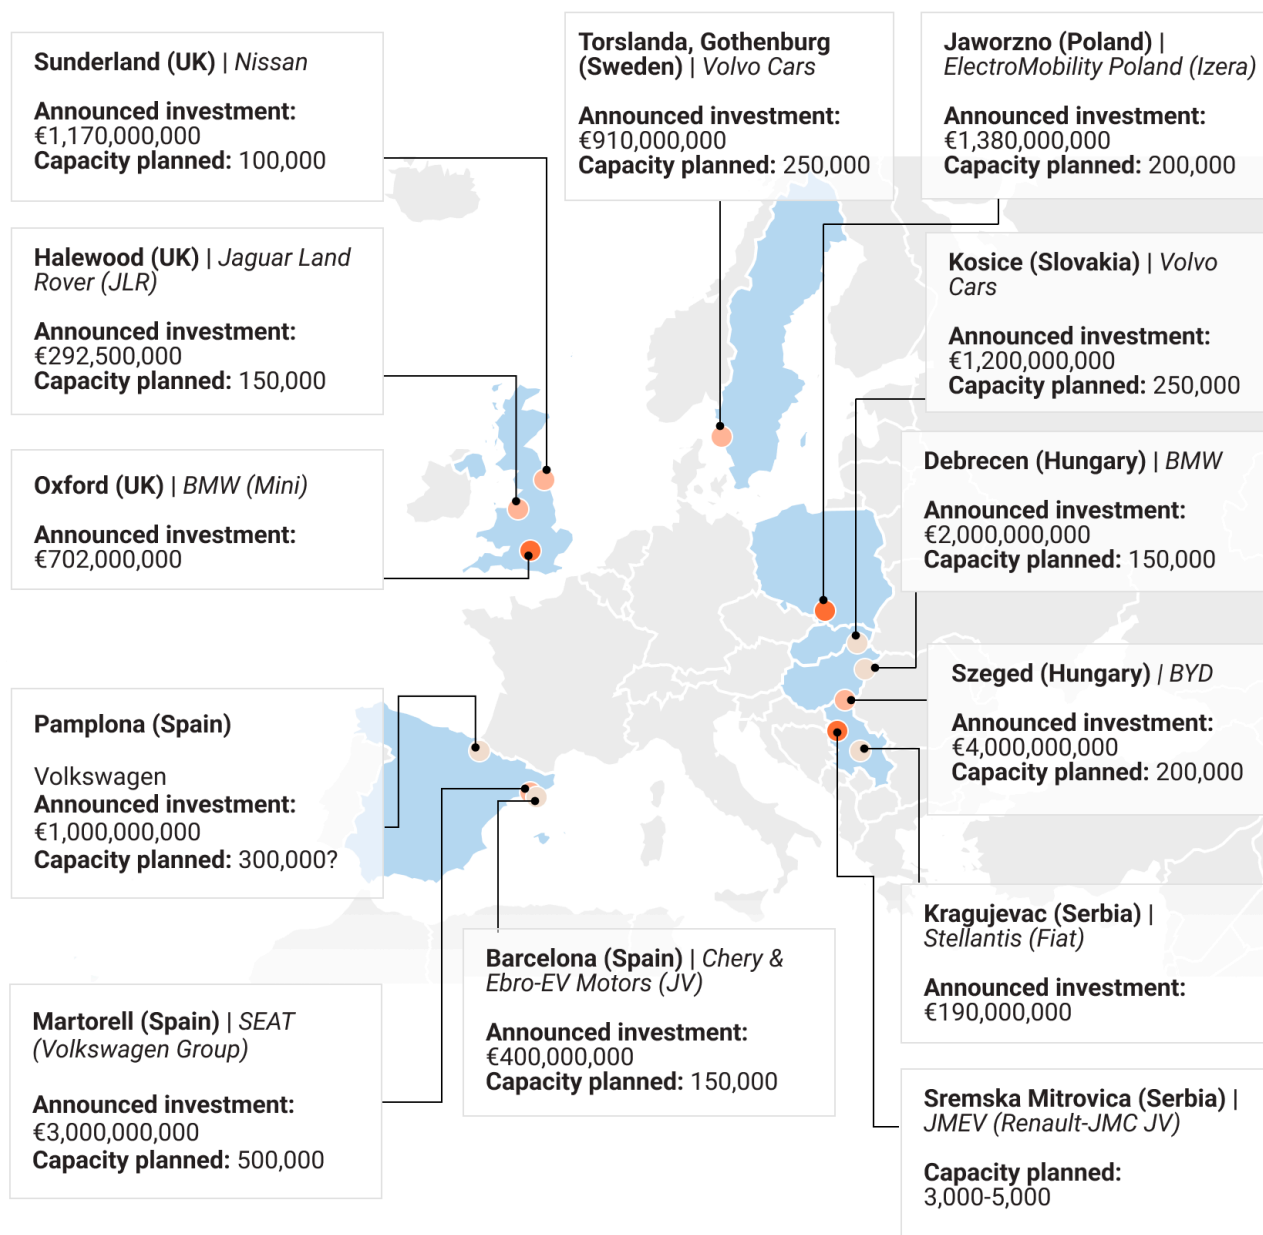 Sunderland (UK) | Nissan
Announced investment:
€1,170,000,000
Capacity planned: 100,000
Halewood (UK) | Jaguar Land
Rover (JLR)
Announced investment:
€292,500,000
Capacity planned: 150,000
Oxford (UK) | BMW (Mini)
Announced investment:
€702,000,000
Pamplona (Spain)
Volkswagen
Announced investment:
€1,000,000,000
Capacity planned: 300,000?
Martorell (Spain) | SEAT
(Volkswagen Group)
Announced investment:
€3,000,000,000
Capacity planned: 500,000
Barcelona (Spain) | Chery &
Ebro-EV Motors (JV)
Announced investment:
€400,000,000
Capacity planned: 150,000
Torslanda, Gothenburg
(Sweden) | Volvo Cars
Announced investment:
€910,000,000
Capacity planned: 250,000
Jaworzno (Poland) |
ElectroMobility Poland (Izera)
Announced investment:
€1,380,000,000
Capacity planned: 200,000
Kosice (Slovakia) | Volvo
Cars
Announced investment:
€1,200,000,000
Capacity planned: 250,000
Debrecen (Hungary) | BMW
Announced investment:
€2,000,000,000
Capacity planned: 150,000
Szeged (Hungary) | BYD
Announced investment:
€4,000,000,000
Capacity planned: 200,000
Kragujevac (Serbia) |
Stellantis (Fiat)
Announced investment:
€190,000,000
Sremska Mitrovica (Serbia) |
JMEV (Renault-JMC JV)
Capacity planned:
3,000-5,000